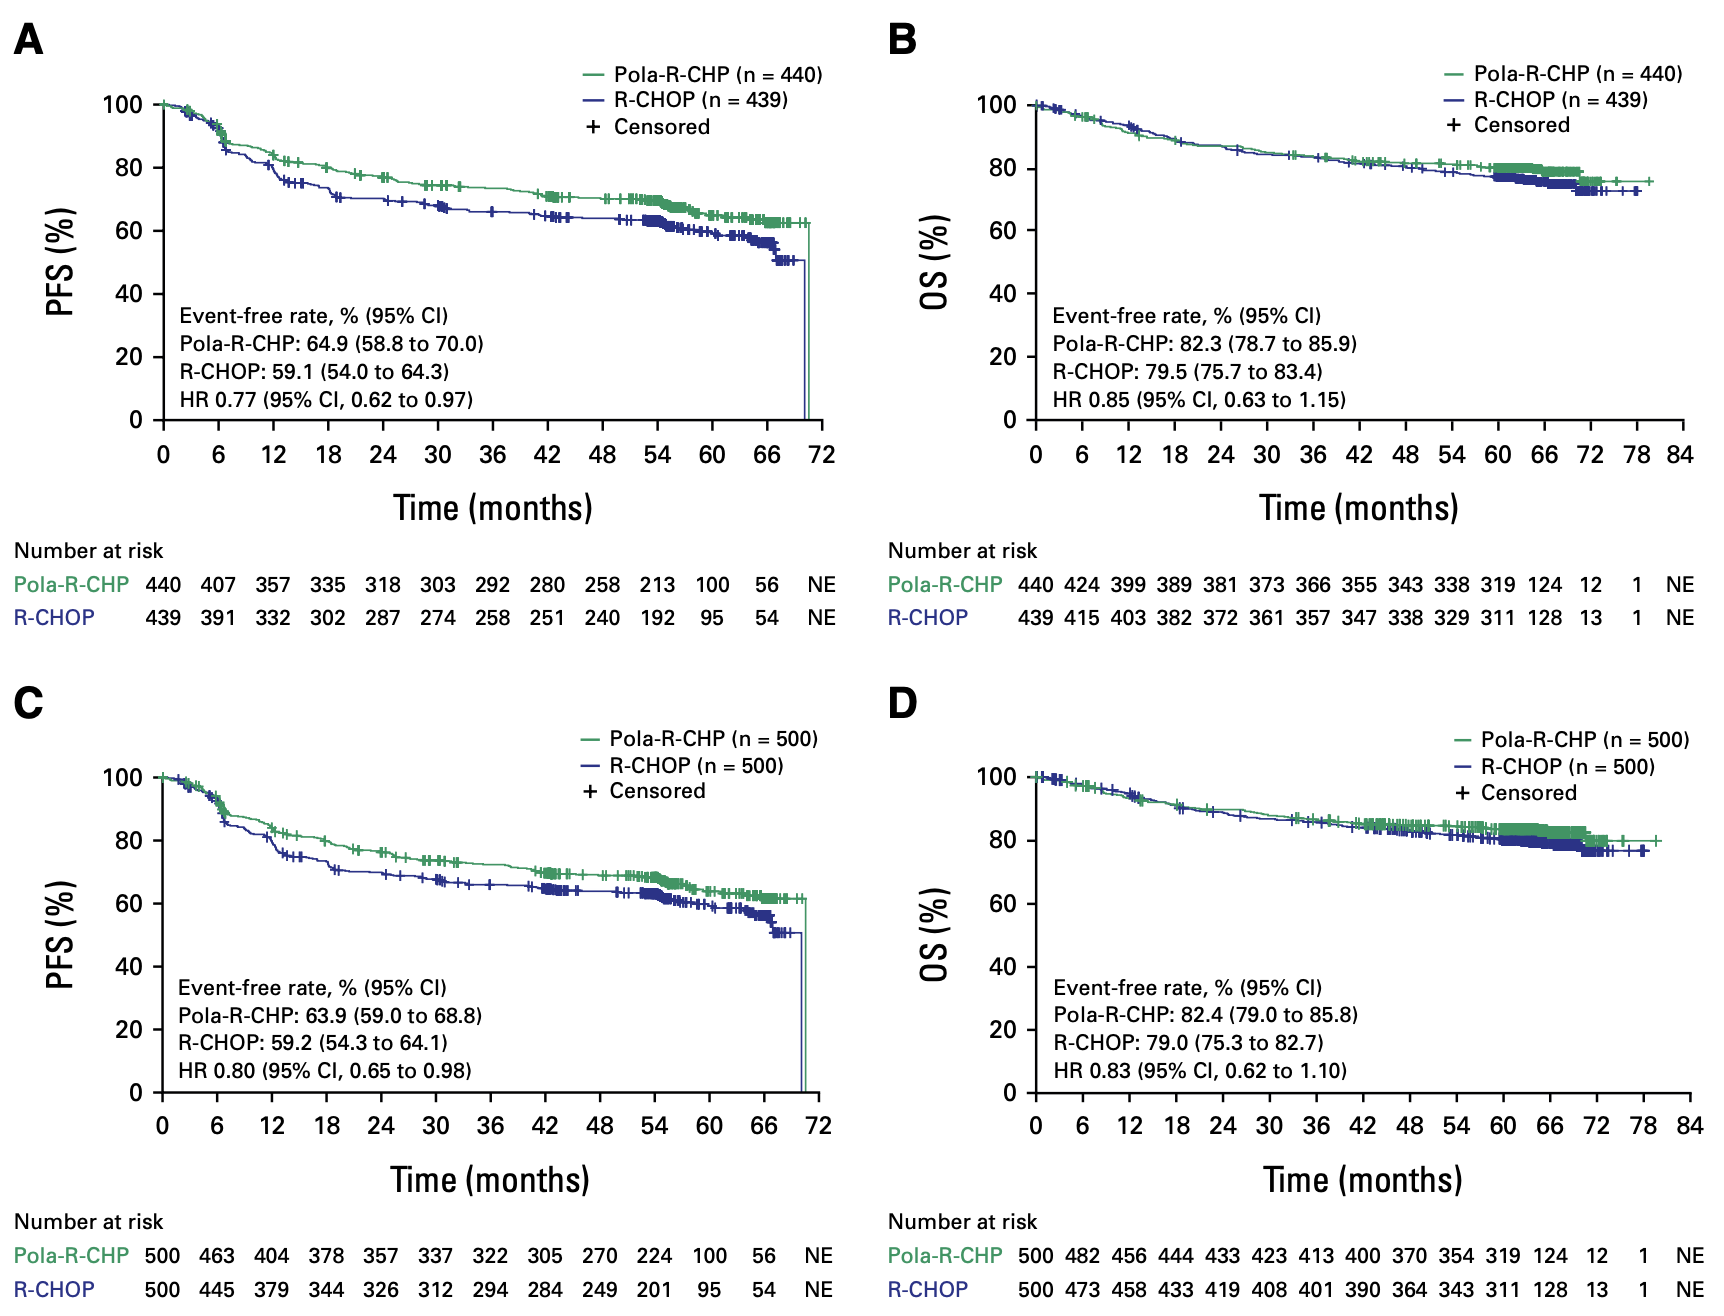 A
Pola-R-CHP (n = 440)
R-CHOP (n = 439)
Censored
100
80
60
40
20
0
PFS (%)
Event-free rate, % (95% CI)
Pola-R-CHP: 64.9 (58.8 to 70.0)
R-CHOP: 59.1 (54.0 to 64.3)
HR 0.77 (95% CI, 0.62 to 0.97)
0 6 12 18 24 30 36 42 48 54 60 66 72
Time (months)
Number at risk
Pola-R-CHP 440 407 357 335 318 303 292 280 258 213 100 56 NE
R-CHOP 439 391 332 302 287 274 258 251 240 192 95 54 NE
B
Pola-R-CHP (n = 440)
R-CHOP (n = 439)
Censored
100
80
60
40
20
0
OS (%)
Event-free rate, % (95% CI)
Pola-R-CHP: 82.3 (78.7 to 85.9)
R-CHOP: 79.5 (75.7 to 83.4)
HR 0.85 (95% CI, 0.63 to 1.15)
0 6 12 18 24 30 36 42 48 54 60 66 72 78 84
Time (months)
Number at risk
Pola-R-CHP 440 424 399 389 381 373 366 355 343 338 319 124 12 1 NE
R-CHOP 439 415 403 382 372 361 357 347 338 329 311 128 13 1 NE
C
Pola-R-CHP (n = 500)
R-CHOP (n = 500)
Censored
100
80
60
40
20
0
PFS (%)
Event-free rate, % (95% CI)
Pola-R-CHP: 63.9 (59.0 to 68.8)
R-CHOP: 59.2 (54.3 to 64.1)
HR 0.80 (95% CI, 0.65 to 0.98)
0 6 12 18 24 30 36 42 48 54 60 66 72
Time (months)
Number at risk
Pola-R-CHP 500 463 404 378 357 337 322 305 270 224 100 56 NE
R-CHOP 500 445 379 344 326 312 294 284 249 201 95 54 NE
D
Pola-R-CHP (n = 500)
R-CHOP (n = 500)
Censored
100
80
60
40
20
0
OS (%)
Event-free rate, % (95% CI)
Pola-R-CHP: 82.4 (79.0 to 85.8)
R-CHOP: 79.0 (75.3 to 82.7)
HR 0.83 (95% CI, 0.62 to 1.10)
0 6 12 18 24 30 36 42 48 54 60 66 72 78 84
Time (months)
Number at risk
Pola-R-CHP 500 482 456 444 433 423 413 400 370 354 319 124 12 1 NE
R-CHOP 500 473 458 433 419 408 401 390 364 343 311 128 13 1 NE